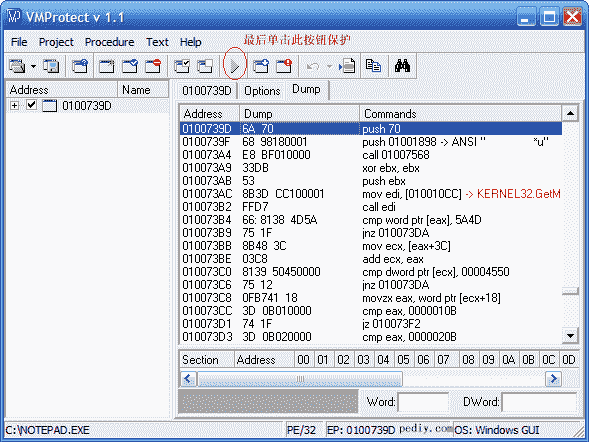 VMProtect v 1.1
File Project Procedure Text Help
最后单击此按钮保护
Address Name
0100739D
0100739D Options Dump
Address Dump Commands
0100739D 6A 70 push 70
0100739F 68 98180001 push 01001898 -> ANSI " *u"
010073A4 E8 BF010000 call 01007568
010073A9 33DB xor ebx, ebx
010073AB 53 push ebx
010073AC 8B3D CC100001 mov edi, [010010CC] -> KERNEL32.GetM
010073B2 FFD7 call edi
010073B4 66: 8138 4D5A cmp word ptr [eax], 5A4D
010073B9 75 1F jnz 010073DA
010073BB 8B48 3C mov ecx, [eax+3C]
010073BE 03C8 add ecx, eax
010073C0 8139 50450000 cmp dword ptr [ecx], 00004550
010073C6 75 12 jnz 010073DA
010073C8 0FB741 18 movzx eax, word ptr [ecx+18]
010073CC 3D 0B010000 cmp eax, 0000010B
010073D1 74 1F jz 010073F2
010073D3 3D 0B020000 cmp eax, 0000020B
Section Address 00 01 02 03 04 05 06 07 08 09 0A 0B 0C 0D
Word: DWord:
C:\NOTEPAD.EXE PE/32 EP: 0100739D pediy.com OS: Windows GUI